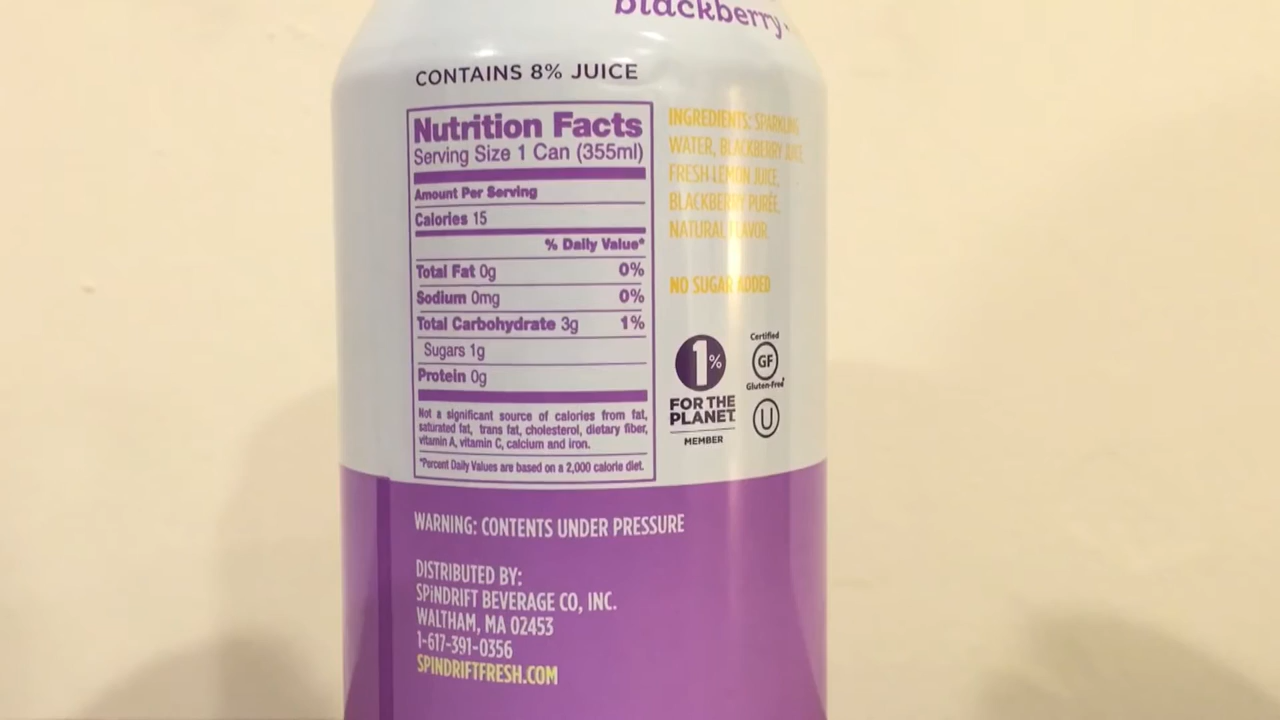 blackberry
CONTAINS 8% JUICE
Nutrition Facts
Serving Size 1 Can (355ml)
Amount Per Serving
Calories 15
% Daily Value*
Total Fat 0g 0%
Sodium 0mg 0%
Total Carbohydrate 3g 1%
Sugars 1g
Protein 0g
Not a significant source of calories from fat,
saturated fat, trans fat, cholesterol, dietary fiber,
vitamin A, vitamin C, calcium and iron.
*Percent Daily Values are based on a 2,000 calorie diet.
INGREDIENTS: SPARKLING
WATER, BLACKBERRY JUICE,
FRESH LEMON JUICE,
BLACKBERRY PURÉE,
NATURAL FLAVOR.
NO SUGAR ADDED
1%
FOR THE
PLANET
MEMBER
Certified
GF
Gluten-Free
U
WARNING: CONTENTS UNDER PRESSURE
DISTRIBUTED BY:
SPiNDRIFT BEVERAGE CO, INC.
WALTHAM, MA 02453
1-617-391-0356
SPINDRIFTFRESH.COM